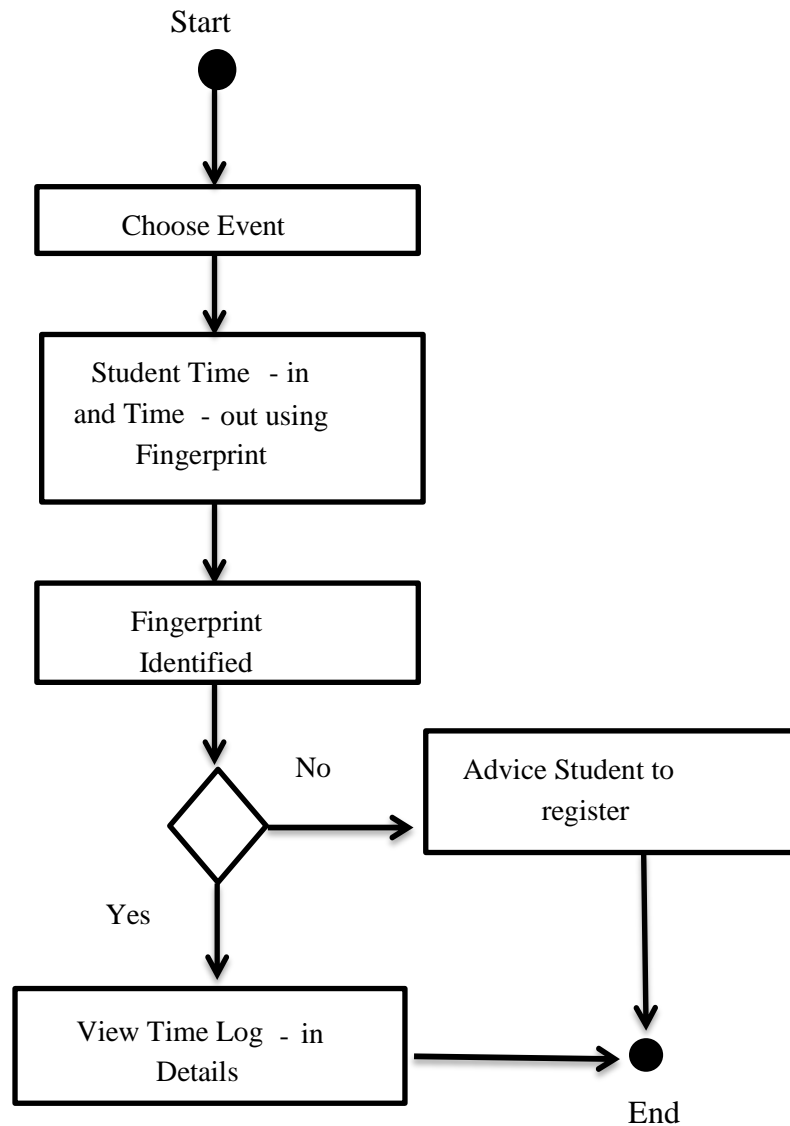 Start
Choose Event
Student Time - in
and Time - out using
Fingerprint
Fingerprint
Identified
No
Advice Student to
register
Yes
View Time Log - in
Details
End